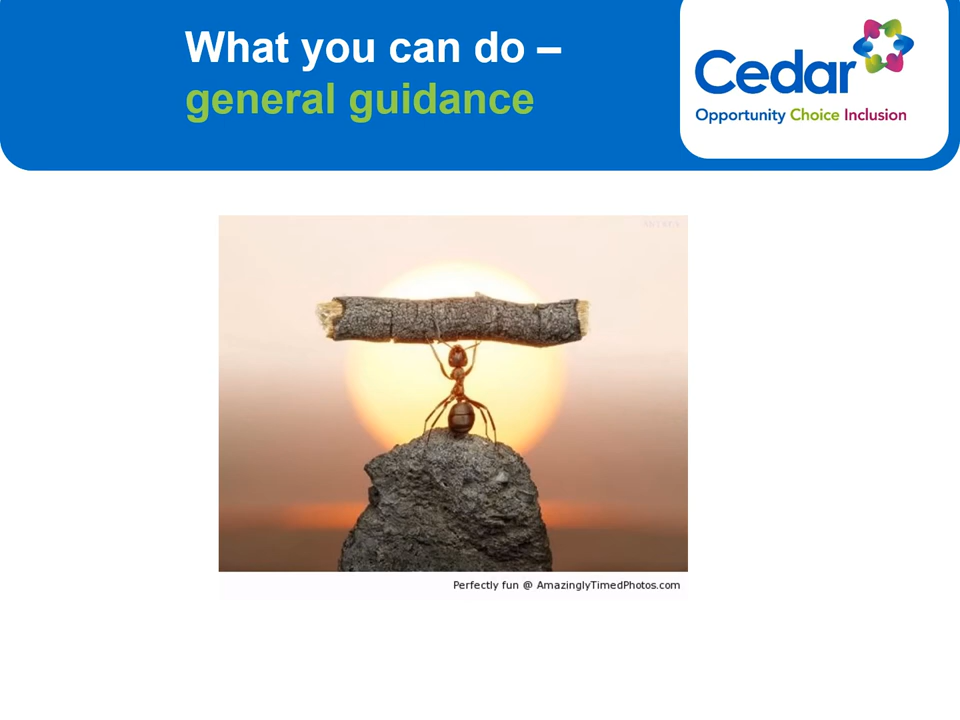 What you can do –
general guidance
Cedar
Opportunity Choice Inclusion
Perfectly fun @ AmazinglyTimedPhotos.com